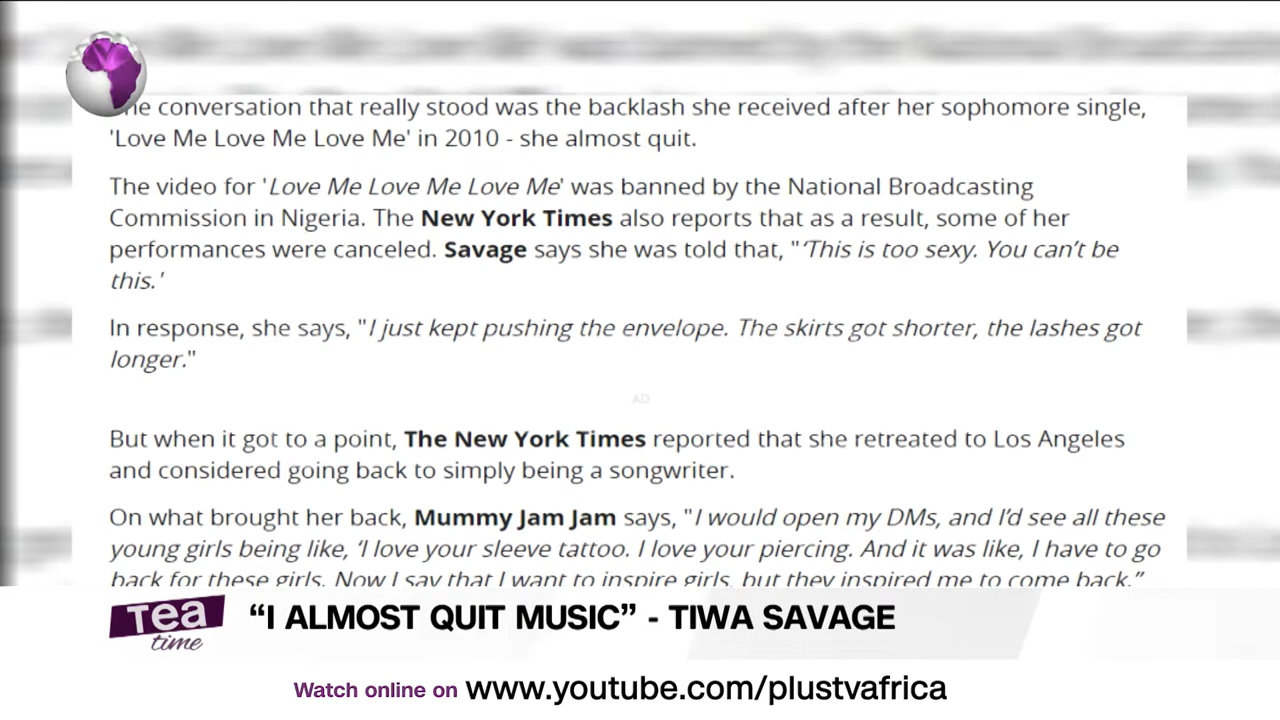 he conversation that really stood was the backlash she received after her sophomore single,
'Love Me Love Me Love Me' in 2010 - she almost quit.
The video for 'Love Me Love Me Love Me' was banned by the National Broadcasting
Commission in Nigeria. The New York Times also reports that as a result, some of her
performances were canceled. Savage says she was told that, "‘This is too sexy. You can’t be
this.'
In response, she says, "I just kept pushing the envelope. The skirts got shorter, the lashes got
longer."
AD
But when it got to a point, The New York Times reported that she retreated to Los Angeles
and considered going back to simply being a songwriter.
On what brought her back, Mummy Jam Jam says, "I would open my DMs, and I’d see all these
young girls being like, ‘I love your sleeve tattoo. I love your piercing. And it was like, I have to go
back for these girls. Now I say that I want to inspire girls, but they inspired me to come back.”
Tea
time
“I ALMOST QUIT MUSIC” - TIWA SAVAGE
Watch online on www.youtube.com/plustvafrica